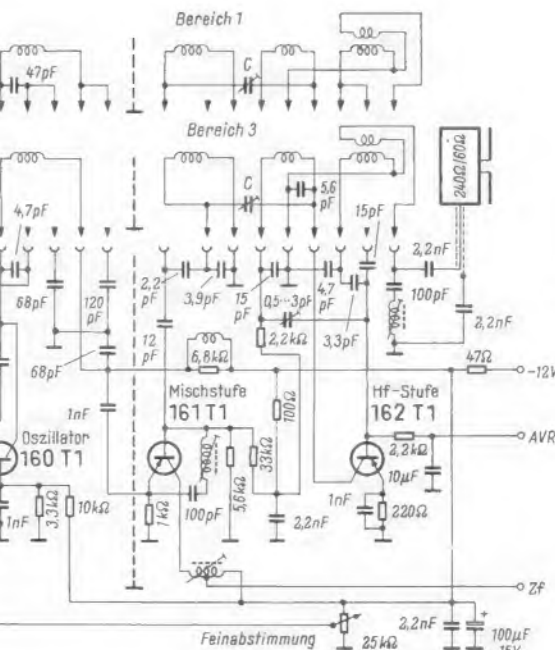 Bereich 1
47pF
C
Bereich 3
240Ω/60Ω
C
5,6
pF
15pF
4,7pF
2,2nF
2,2
pF
3,9pF
15
pF
4,7
pF
100pF
68pF
120
pF
0,5...3pF
3,3pF
2,2nF
12
pF
2,2kΩ
68pF
6,8kΩ
47Ω
-12V
1nF
Mischstufe
161 T1
100Ω
Hf-Stufe
162 T1
Oszillator
160 T1
2,2kΩ
AVR
33kΩ
10µF
5,6kΩ
1nF
3,3kΩ
10kΩ
1kΩ
100pF
2,2nF
1nF
220Ω
Zf
2,2nF
+
100µF
15V
Feinabstimmung
25kΩ